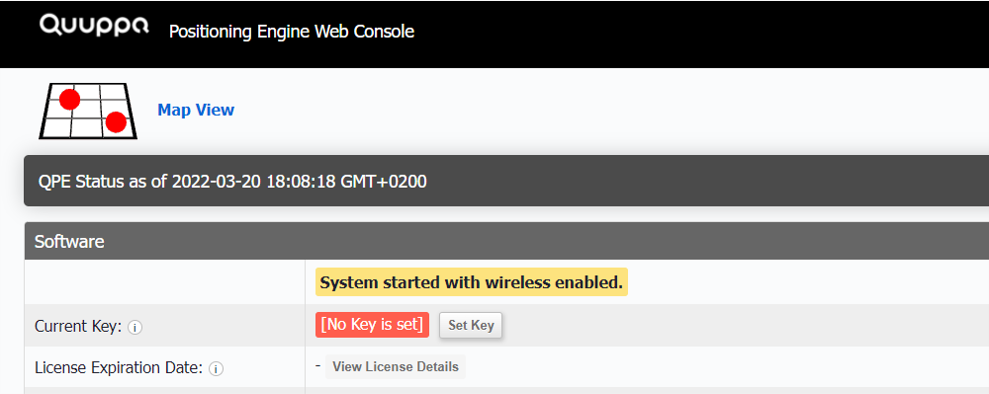 Quuppa Positioning Engine Web Console
Map View
QPE Status as of 2022-03-20 18:08:18 GMT+0200
Software
System started with wireless enabled.
Current Key: i [No Key is set] Set Key
License Expiration Date: i - View License Details